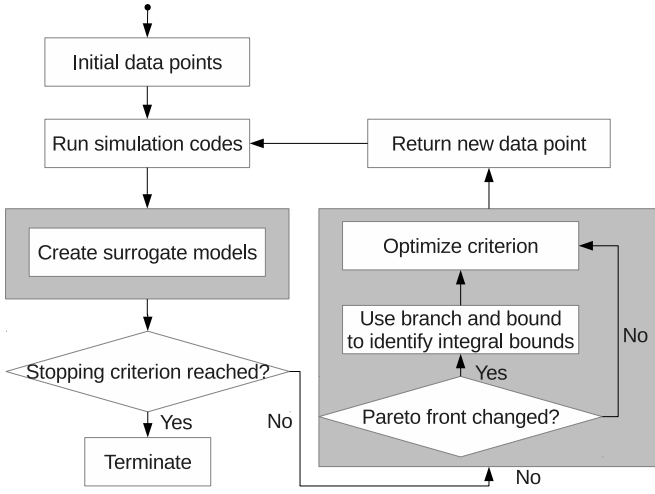 Initial data points
Run simulation codes
Return new data point
Create surrogate models
Optimize criterion
Use branch and bound
to identify integral bounds
No
Yes
Stopping criterion reached?
Pareto front changed?
Yes
No
Terminate
No